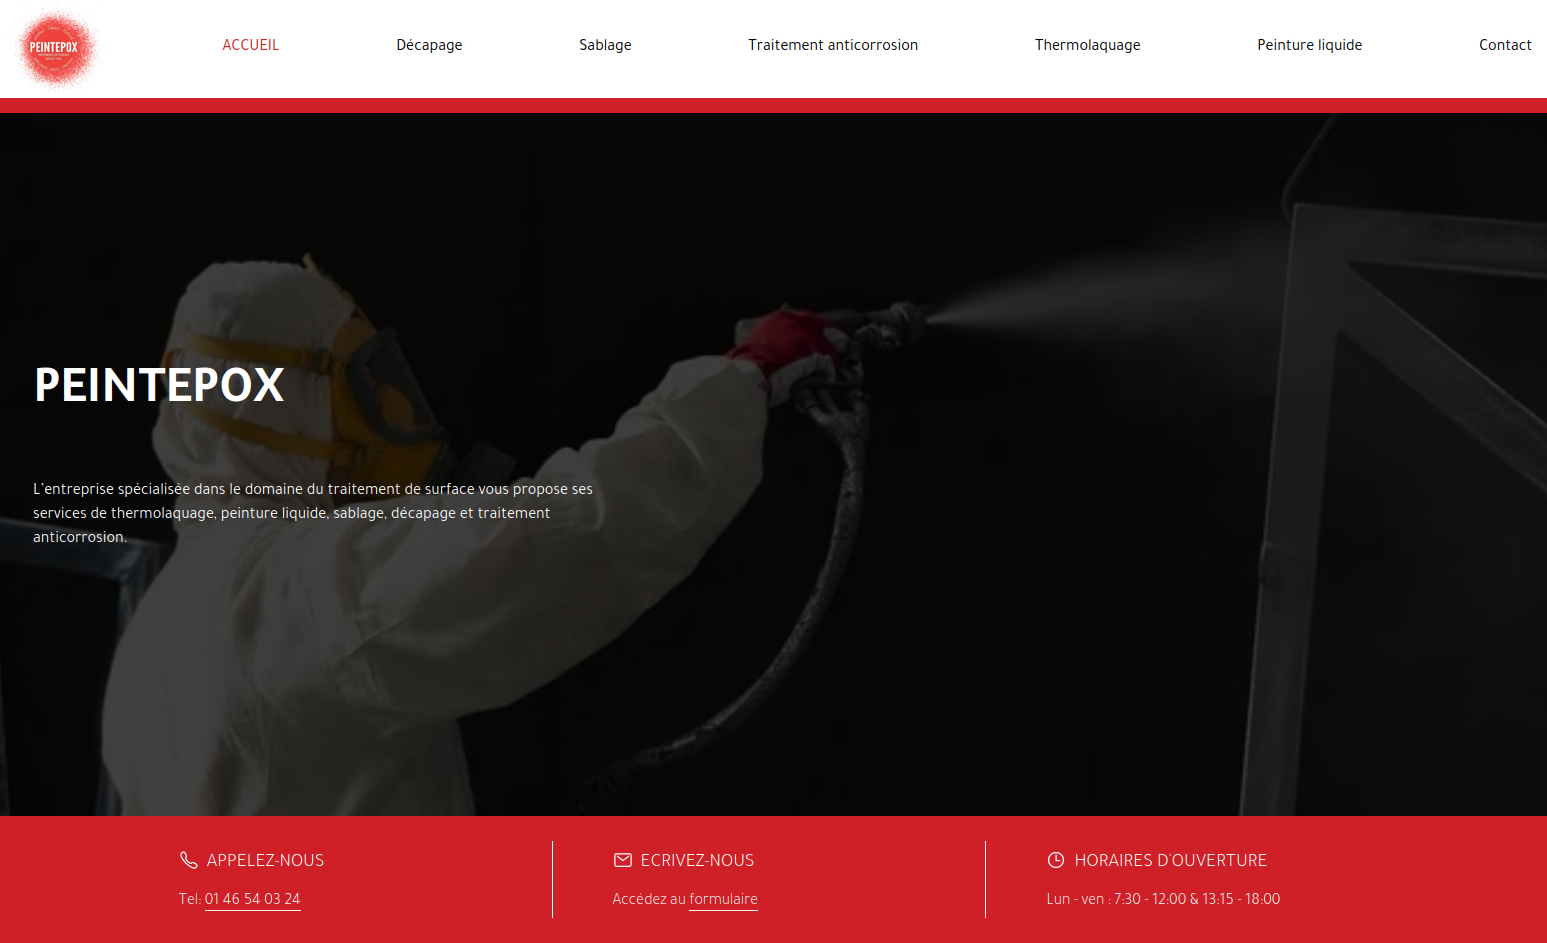 PEINTEPOX
ACCUEIL
Décapage
Sablage
Traitement anticorrosion
Thermolaquage
Peinture liquide
Contact
PEINTEPOX
L'entreprise spécialisée dans le domaine du traitement de surface vous propose ses
services de thermolaquage, peinture liquide, sablage, décapage et traitement
anticorrosion.
APPELEZ-NOUS
Tel: 01 46 54 03 24
ECRIVEZ-NOUS
Accédez au formulaire
HORAIRES D'OUVERTURE
Lun - ven : 7:30 - 12:00 & 13:15 - 18:00